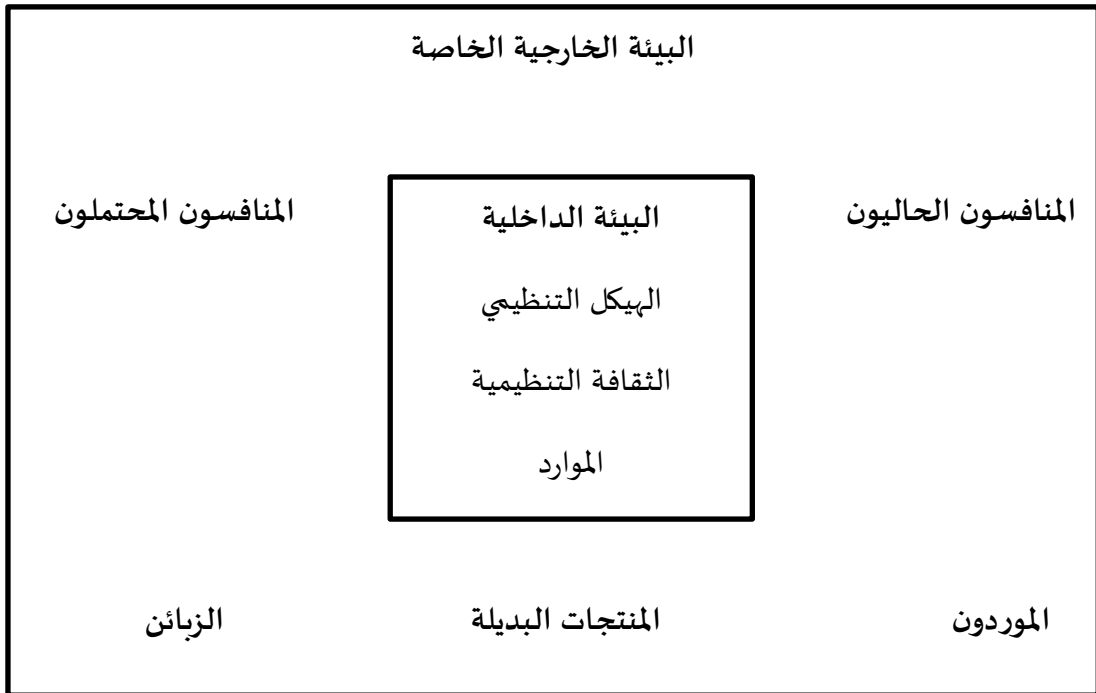 البيئة الخارجية الخاصة
المنافسون الحاليون
البيئة الداخلية
المنافسون المحتملون
الهيكل التنظيمي
الثقافة التنظيمية
الموارد
الموردون
المنتجات البديلة
الزبائن